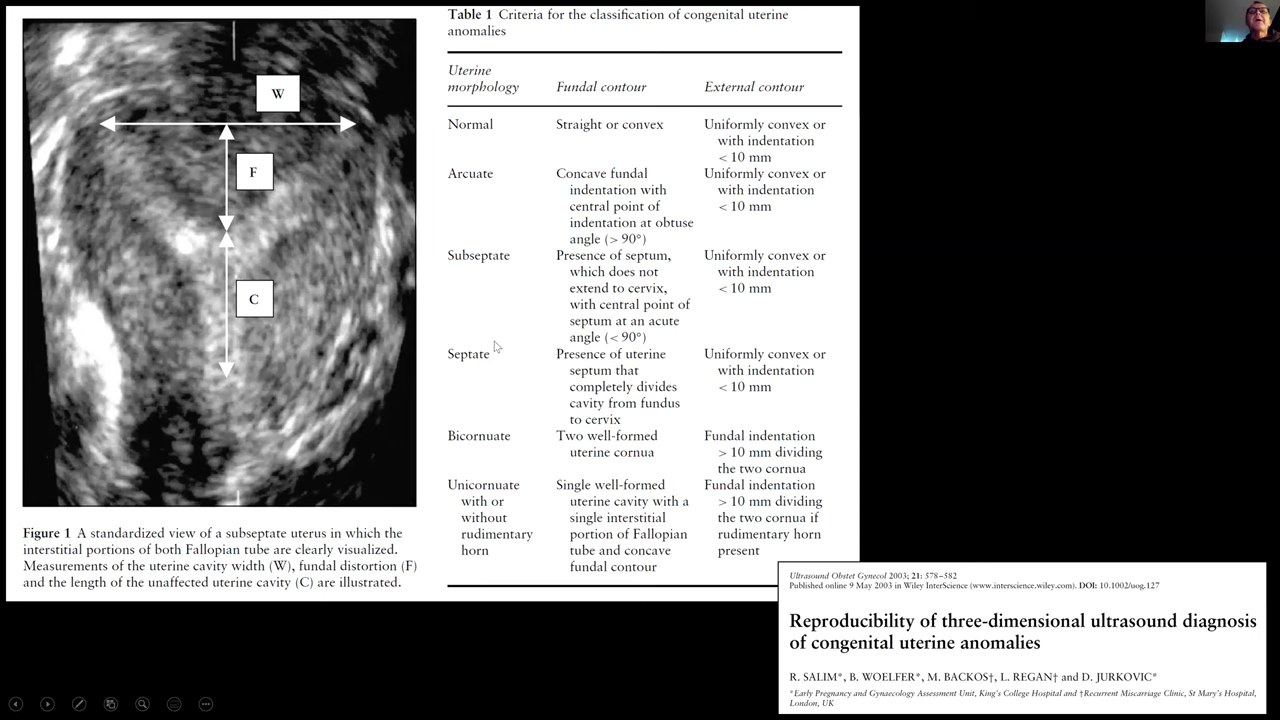 W
F
C
Figure 1 A standardized view of a subseptate uterus in which the
interstitial portions of both Fallopian tube are clearly visualized.
Measurements of the uterine cavity width (W), fundal distortion (F)
and the length of the unaffected uterine cavity (C) are illustrated.
Table 1 Criteria for the classification of congenital uterine
anomalies
Uterine
morphology
Fundal contour
External contour
Normal
Straight or convex
Uniformly convex or
with indentation
< 10 mm
Arcuate
Concave fundal
indentation with
central point of
indentation at obtuse
angle (> 90°)
Uniformly convex or
with indentation
< 10 mm
Subseptate
Presence of septum,
which does not
extend to cervix,
with central point of
septum at an acute
angle (< 90°)
Uniformly convex or
with indentation
< 10 mm
Septate
Presence of uterine
septum that
completely divides
cavity from fundus
to cervix
Uniformly convex or
with indentation
< 10 mm
Bicornuate
Two well-formed
uterine cornua
Fundal indentation
> 10 mm dividing
the two cornua
Unicornuate
with or
without
rudimentary
horn
Single well-formed
uterine cavity with a
single interstitial
portion of Fallopian
tube and concave
fundal contour
Fundal indentation
> 10 mm dividing
the two cornua if
rudimentary horn
present
Ultrasound Obstet Gynecol 2003; 21: 578–582
Published online 9 May 2003 in Wiley InterScience (www.interscience.wiley.com). DOI: 10.1002/uog.127
Reproducibility of three-dimensional ultrasound diagnosis
of congenital uterine anomalies
R. SALIM*, B. WOELFER*, M. BACKOS†, L. REGAN† and D. JURKOVIC*
*Early Pregnancy and Gynaecology Assessment Unit, King's College Hospital and †Recurrent Miscarriage Clinic, St Mary's Hospital,
London, UK